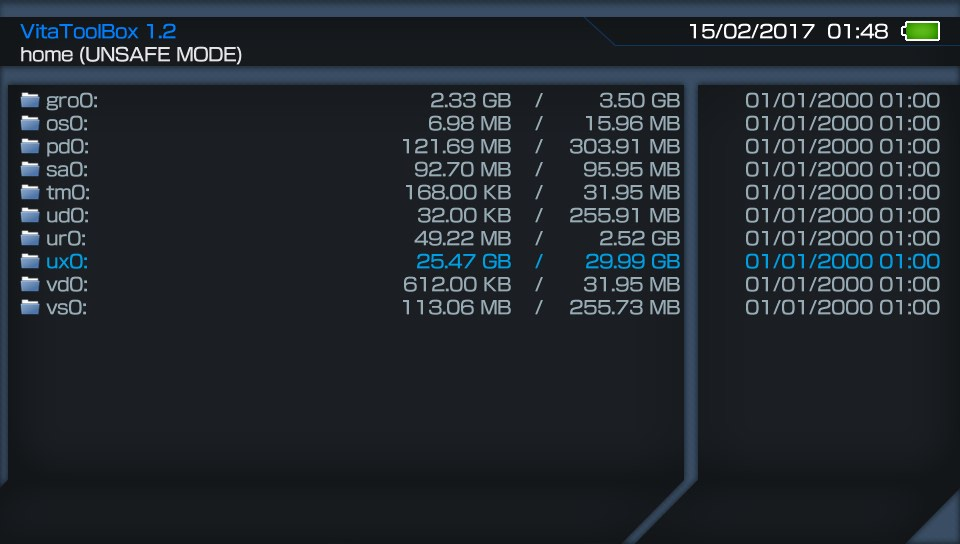 VitaToolBox 1.2 15/02/2017 01:48
home (UNSAFE MODE)
gro0: 2.33 GB / 3.50 GB 01/01/2000 01:00
os0: 6.98 MB / 15.96 MB 01/01/2000 01:00
pd0: 121.69 MB / 303.91 MB 01/01/2000 01:00
sa0: 92.70 MB / 95.95 MB 01/01/2000 01:00
tm0: 168.00 KB / 31.95 MB 01/01/2000 01:00
ud0: 32.00 KB / 255.91 MB 01/01/2000 01:00
ur0: 49.22 MB / 2.52 GB 01/01/2000 01:00
ux0: 25.47 GB / 29.99 GB 01/01/2000 01:00
vd0: 612.00 KB / 31.95 MB 01/01/2000 01:00
vs0: 113.06 MB / 255.73 MB 01/01/2000 01:00